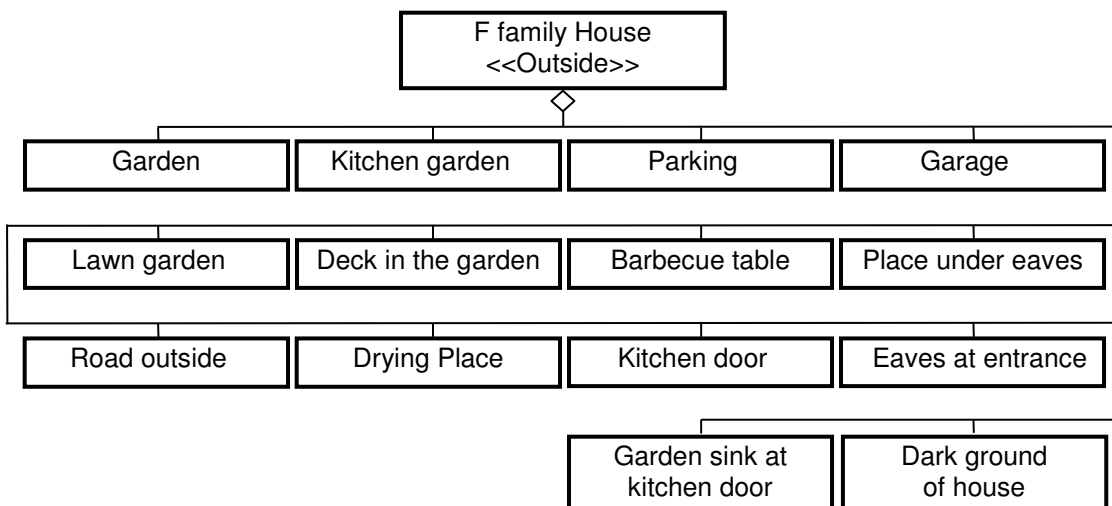 F family House
<<Outside>>
Garden
Kitchen garden
Parking
Garage
Lawn garden
Deck in the garden
Barbecue table
Place under eaves
Road outside
Drying Place
Kitchen door
Eaves at entrance
Garden sink at
kitchen door
Dark ground
of house